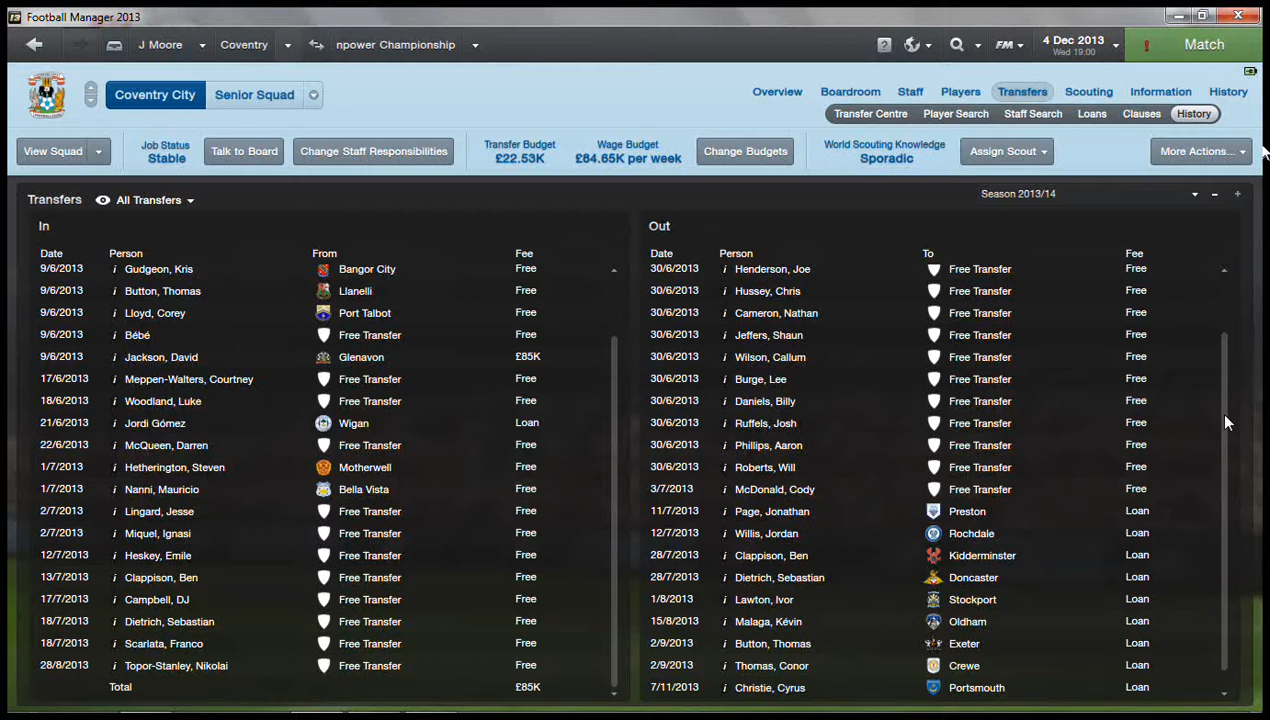 Football Manager 2013
J Moore Coventry npower Championship ? FM 4 Dec 2013 Wed 19:00 ! Match
Coventry City Senior Squad Overview Boardroom Staff Players Transfers Scouting Information History
Transfer Centre Player Search Staff Search Loans Clauses History
View Squad Job Status Stable Talk to Board Change Staff Responsibilities Transfer Budget £22.53K Wage Budget £84.65K per week Change Budgets World Scouting Knowledge Sporadic Assign Scout More Actions...
Transfers All Transfers Season 2013/14 - +
In
Date Person From Fee
9/6/2013 i Gudgeon, Kris Bangor City Free
9/6/2013 i Button, Thomas Llanelli Free
9/6/2013 i Lloyd, Corey Port Talbot Free
9/6/2013 i Bébé Free Transfer Free
9/6/2013 i Jackson, David Glenavon £85K
17/6/2013 i Meppen-Walters, Courtney Free Transfer Free
18/6/2013 i Woodland, Luke Free Transfer Free
21/6/2013 i Jordi Gómez Wigan Loan
22/6/2013 i McQueen, Darren Free Transfer Free
1/7/2013 i Hetherington, Steven Motherwell Free
1/7/2013 i Nanni, Mauricio Bella Vista Free
2/7/2013 i Lingard, Jesse Free Transfer Free
2/7/2013 i Miquel, Ignasi Free Transfer Free
12/7/2013 i Heskey, Emile Free Transfer Free
13/7/2013 i Clappison, Ben Free Transfer Free
17/7/2013 i Campbell, DJ Free Transfer Free
18/7/2013 i Dietrich, Sebastian Free Transfer Free
18/7/2013 i Scarlata, Franco Free Transfer Free
28/8/2013 i Topor-Stanley, Nikolai Free Transfer Free
Total £85K
Out
Date Person To Fee
30/6/2013 i Henderson, Joe Free Transfer Free
30/6/2013 i Hussey, Chris Free Transfer Free
30/6/2013 i Cameron, Nathan Free Transfer Free
30/6/2013 i Jeffers, Shaun Free Transfer Free
30/6/2013 i Wilson, Callum Free Transfer Free
30/6/2013 i Burge, Lee Free Transfer Free
30/6/2013 i Daniels, Billy Free Transfer Free
30/6/2013 i Ruffels, Josh Free Transfer Free
30/6/2013 i Phillips, Aaron Free Transfer Free
30/6/2013 i Roberts, Will Free Transfer Free
3/7/2013 i McDonald, Cody Free Transfer Free
11/7/2013 i Page, Jonathan Preston Loan
12/7/2013 i Willis, Jordan Rochdale Loan
28/7/2013 i Clappison, Ben Kidderminster Loan
28/7/2013 i Dietrich, Sebastian Doncaster Loan
1/8/2013 i Lawton, Ivor Stockport Loan
15/8/2013 i Malaga, Kévin Oldham Loan
2/9/2013 i Button, Thomas Exeter Loan
2/9/2013 i Thomas, Conor Crewe Loan
7/11/2013 i Christie, Cyrus Portsmouth Loan